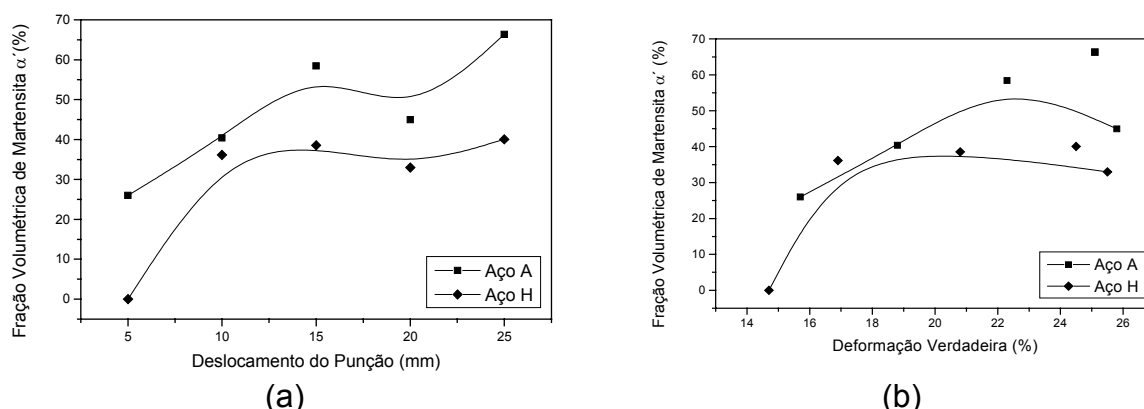 Fração Volumétrica de Martensita α´(%)
70
60
50
40
30
20
10
0
Aço A
Aço H
5
10
15
20
25
Deslocamento do Punção (mm)
(a)
Fração Volumétrica de Martensita α´ (%)
70
60
50
40
30
20
10
0
Aço A
Aço H
14
16
18
20
22
24
26
Deformação Verdadeira (%)
(b)